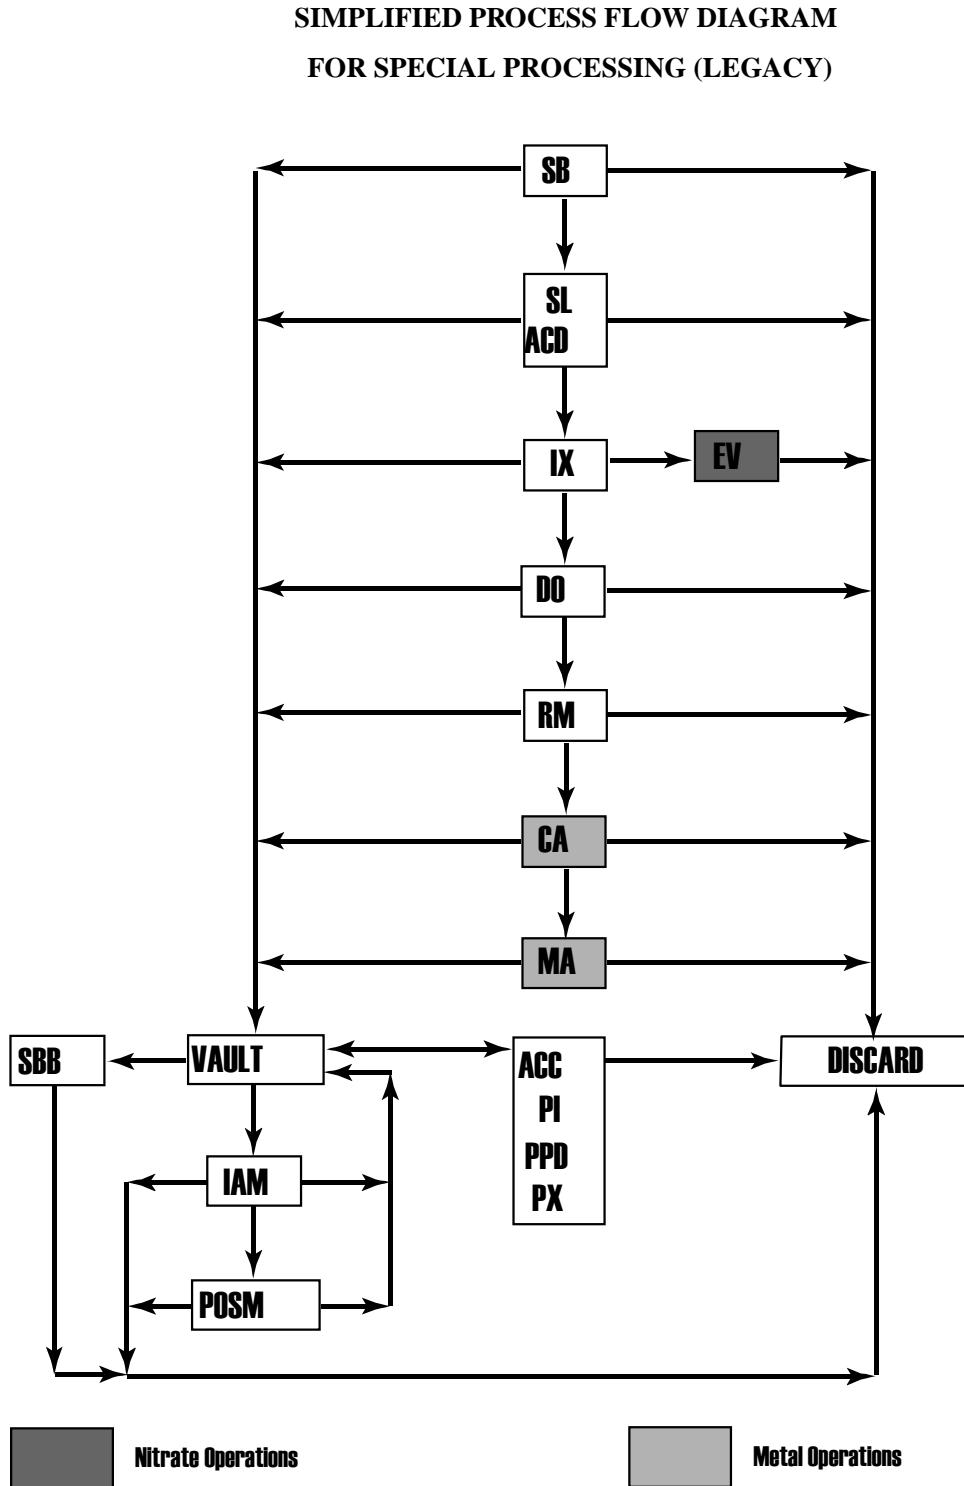 SIMPLIFIED PROCESS FLOW DIAGRAM
FOR SPECIAL PROCESSING (LEGACY)
SB
SL
ACD
IX
EV
DO
RM
CA
MA
SBB
VAULT
ACC
PI
PPD
PX
DISCARD
IAM
POSM
Nitrate Operations
Metal Operations